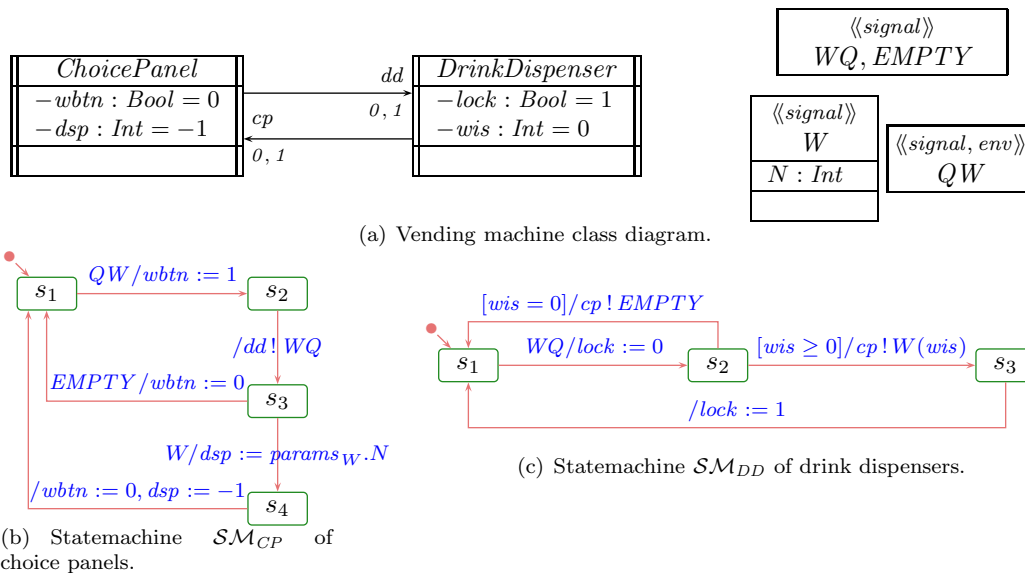 ⟪signal⟫
WQ, EMPTY
ChoicePanel
−wbtn : Bool = 0
−dsp : Int = −1
dd
0, 1
cp
0, 1
DrinkDispenser
−lock : Bool = 1
−wis : Int = 0
⟪signal⟫
W
N : Int
⟪signal, env⟫
QW
(a) Vending machine class diagram.
s1
QW/wbtn := 1
s2
/dd ! WQ
EMPTY/wbtn := 0
s3
W/dsp := params_W.N
/wbtn := 0, dsp := −1
s4
(b) Statemachine SM_CP of
choice panels.
[wis = 0]/cp ! EMPTY
s1
WQ/lock := 0
s2
[wis ≥ 0]/cp ! W(wis)
s3
/lock := 1
(c) Statemachine SM_DD of drink dispensers.